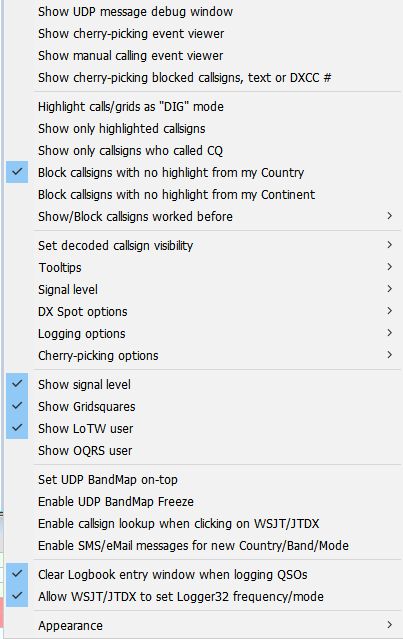 Show UDP message debug window
Show cherry-picking event viewer
Show manual calling event viewer
Show cherry-picking blocked callsigns, text or DXCC #
Highlight calls/grids as "DIG" mode
Show only highlighted callsigns
Show only callsigns who called CQ
Block callsigns with no highlight from my Country
Block callsigns with no highlight from my Continent
Show/Block callsigns worked before
Set decoded callsign visibility
Tooltips
Signal level
DX Spot options
Logging options
Cherry-picking options
Show signal level
Show Gridsquares
Show LoTW user
Show OQRS user
Set UDP BandMap on-top
Enable UDP BandMap Freeze
Enable callsign lookup when clicking on WSJT/JTDX
Enable SMS/eMail messages for new Country/Band/Mode
Clear Logbook entry window when logging QSOs
Allow WSJT/JTDX to set Logger32 frequency/mode
Appearance